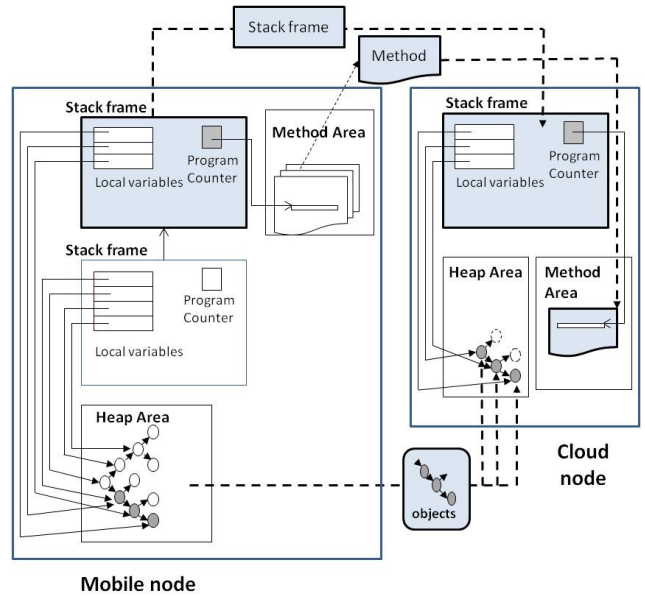 Stack frame
Method
Stack frame
Program
Counter
Local variables
Method Area
Stack frame
Program
Counter
Local variables
Heap Area
Mobile node
Stack frame
Program
Counter
Local variables
Heap Area
Method
Area
objects
Cloud
node